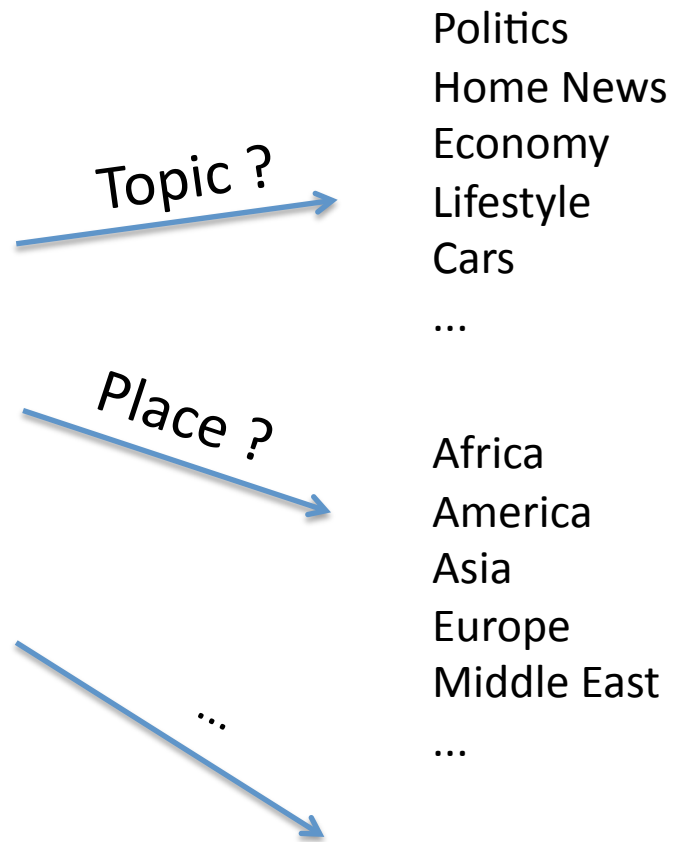 Topic ?
Politics
Home News
Economy
Lifestyle
Cars
...
Place ?
Africa
America
Asia
Europe
Middle East
...
...